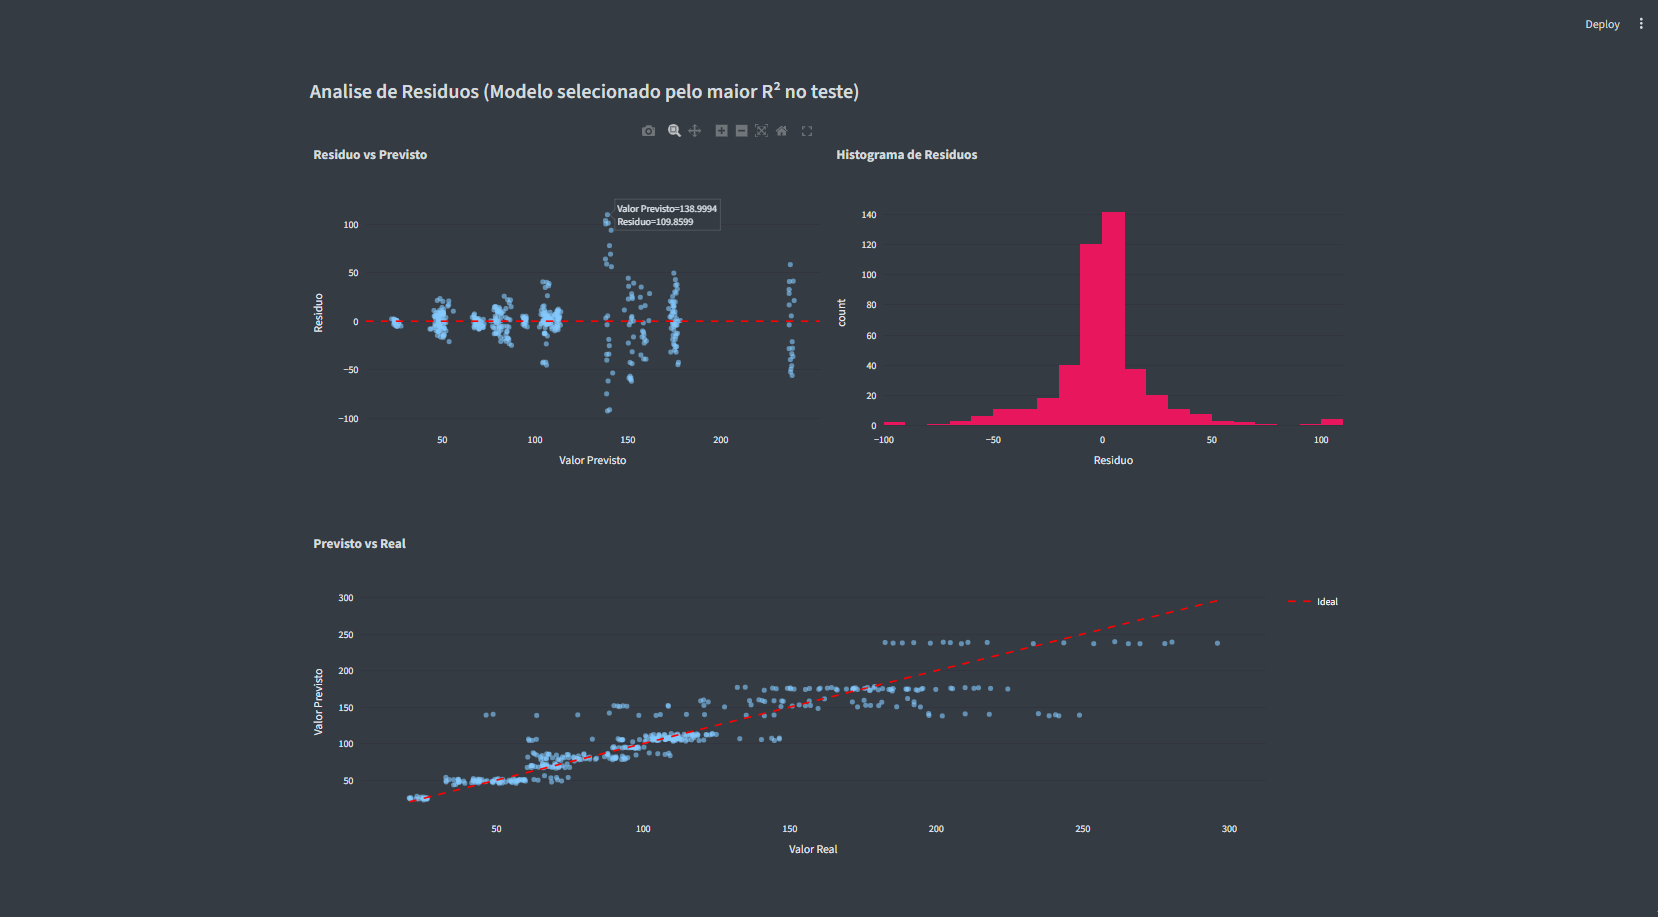 Deploy
Analise de Residuos (Modelo selecionado pelo maior R² no teste)
Residuo vs Previsto
Valor Previsto=138.9994
Residuo=109.8599
100
50
0
−50
−100
Residuo
50
100
150
200
Valor Previsto
Histograma de Residuos
140
120
100
80
60
40
20
0
count
−100
−50
0
50
100
Residuo
Previsto vs Real
300
250
200
150
100
50
Valor Previsto
50
100
150
200
250
300
Valor Real
Ideal